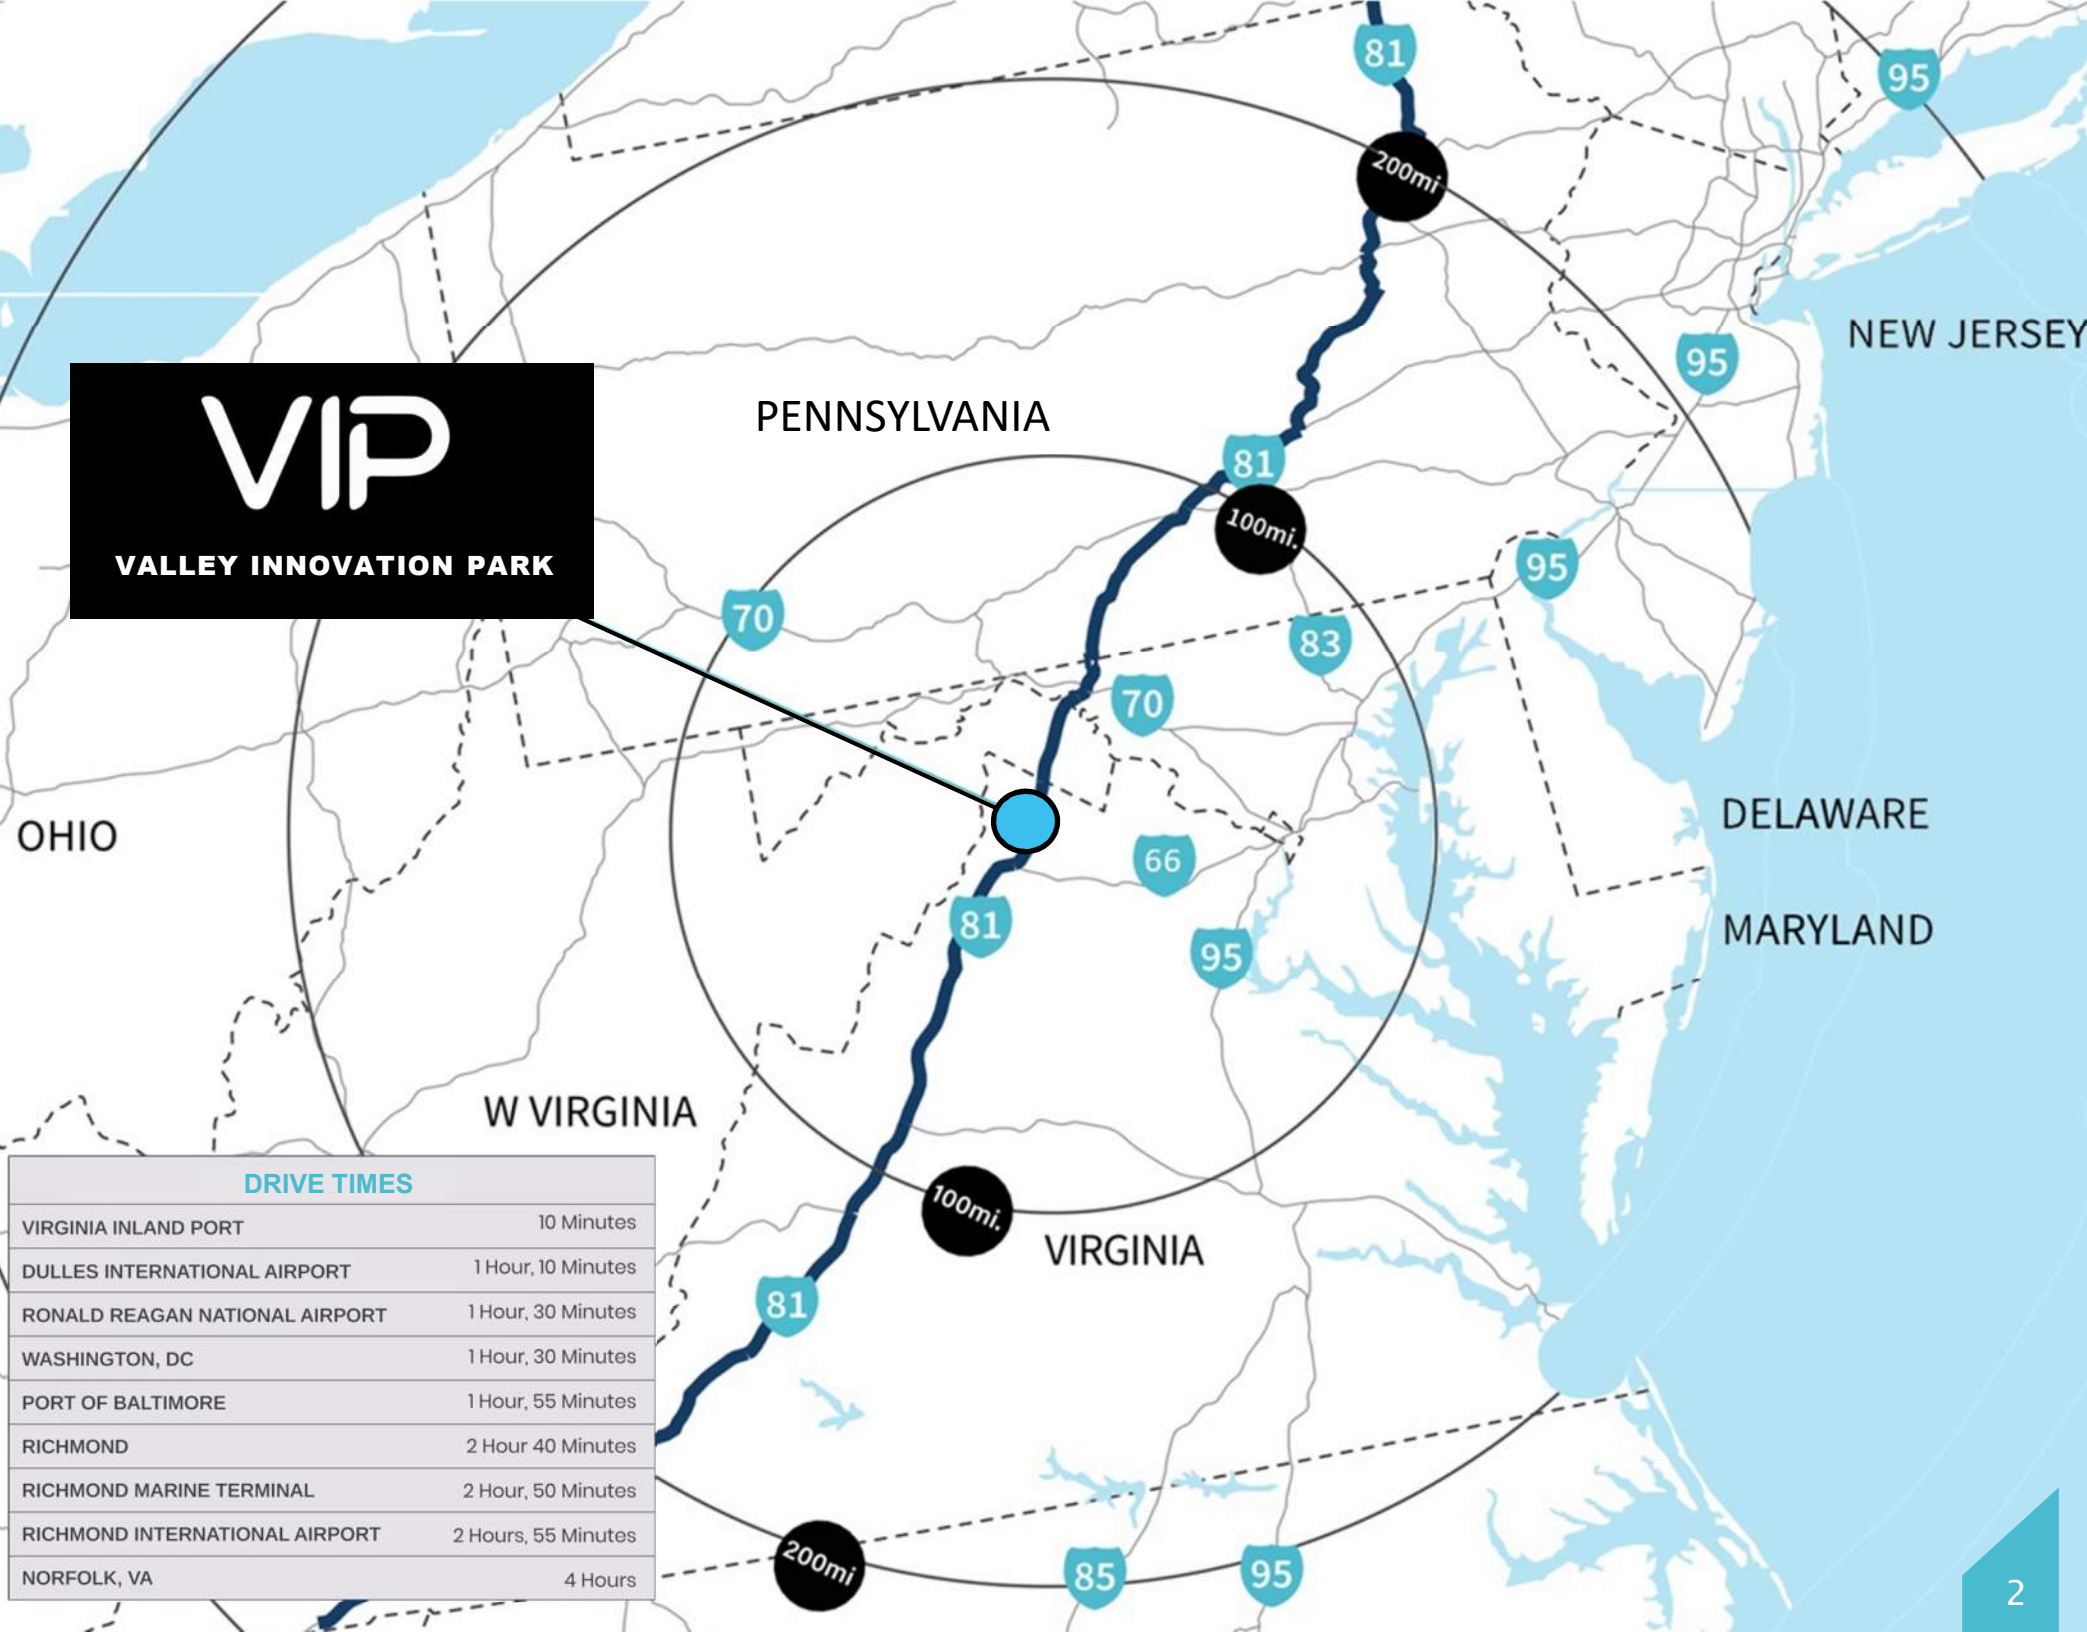 81
95
200mi
NEW JERSEY
95
VIP
VALLEY INNOVATION PARK
PENNSYLVANIA
81
100mi.
95
70
83
70
OHIO
DELAWARE
66
81
MARYLAND
95
W VIRGINIA
100mi.
VIRGINIA
81
DRIVE TIMES
VIRGINIA INLAND PORT 10 Minutes
DULLES INTERNATIONAL AIRPORT 1 Hour, 10 Minutes
RONALD REAGAN NATIONAL AIRPORT 1 Hour, 30 Minutes
WASHINGTON, DC 1 Hour, 30 Minutes
PORT OF BALTIMORE 1 Hour, 55 Minutes
RICHMOND 2 Hour 40 Minutes
RICHMOND MARINE TERMINAL 2 Hour, 50 Minutes
RICHMOND INTERNATIONAL AIRPORT 2 Hours, 55 Minutes
NORFOLK, VA 4 Hours
200mi
85
95
2